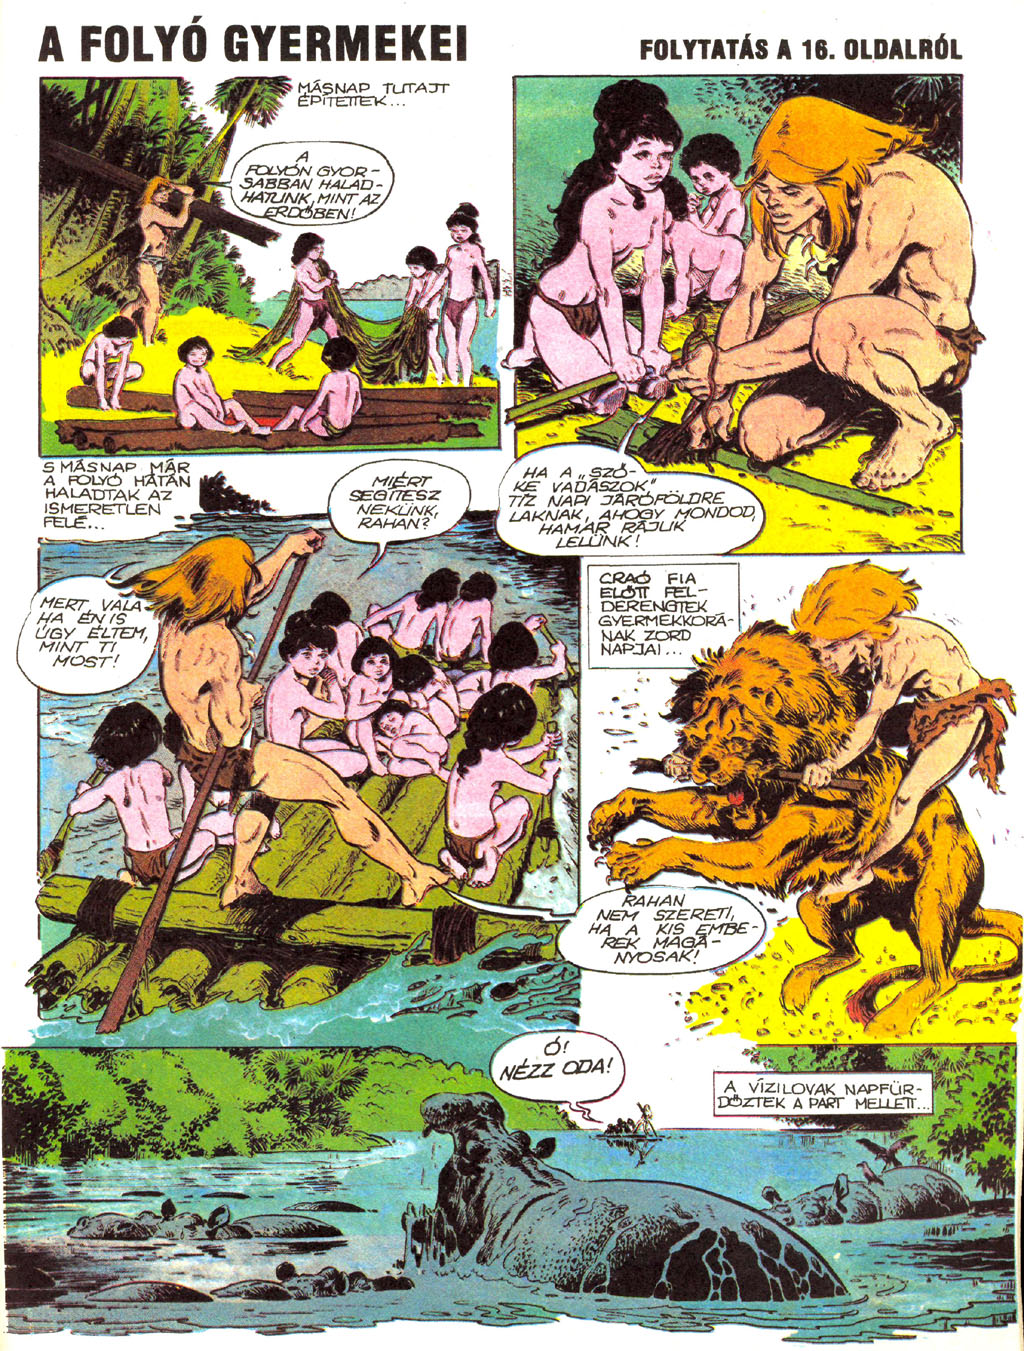 A FOLYÓ GYERMEKEI
FOLYTATÁS A 16. OLDALRÓL
MÁSNAP TUTAJT
ÉPÍTETTEK...
A
FOLYÓN GYOR-
SABBAN HALAD-
HATUNK, MINT AZ
ERDŐBEN!
HA A „SZŐ-
KE VADÁSZOK"
TÍZ NAPI JÁRÓFÖLDRE
LAKNAK, AHOGY MONDOD,
HAMAR RÁJUK
LELÜNK!
S MÁSNAP MÁR
A FOLYÓ HÁTÁN
HALADTAK AZ
ISMERETLEN
FELÉ...
MIÉRT
SEGÍTESZ
NEKÜNK,
RAHAN?
MERT VALA-
HA ÉN IS
ÚGY ÉLTEM,
MINT TI
MOST!
CRAÓ FIA
ELŐTT FEL-
DERENGTEK
GYERMEKKORÁ-
NAK ZORD
NAPJAI...
RAHAN
NEM SZERETI,
HA A KIS EMBE-
REK MAGÁ-
NYOSAK!
Ó!
NÉZZ ODA!
A VÍZILOVAK NAPFÜR-
DŐZTEK A PART MELLETT...